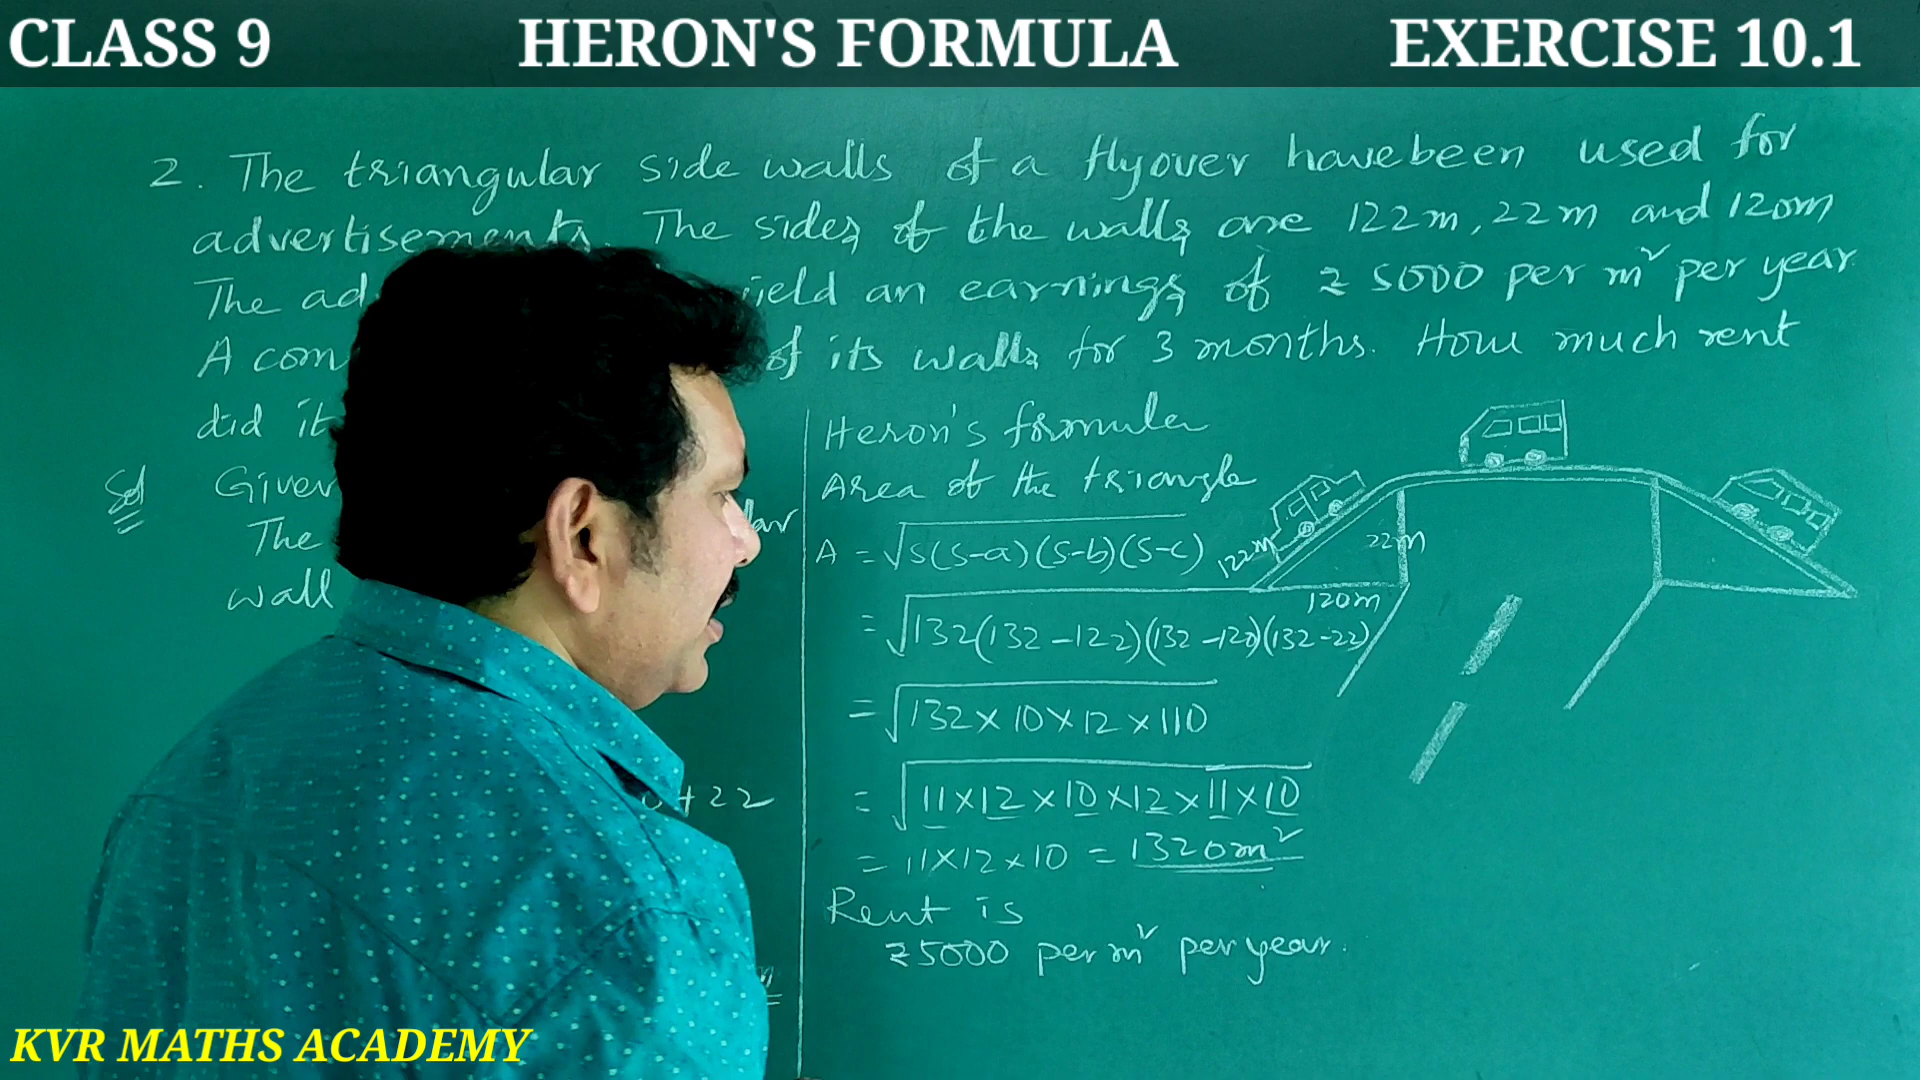 CLASS 9 HERON'S FORMULA EXERCISE 10.1
2. The triangular side walls of a flyover have been used for
advertisements. The sides of the walls are 122m, 22m and 120m
The ad ield an earnings of ₹ 5000 per m² per year
A com of its walls for 3 months. How much rent
did it
Sol Given
The lar
wall
0+22
m
Heron's formula
Area of the triangle
A = √s(s-a)(s-b)(s-c)
= √132(132-122)(132-120)(132-22)
= √132×10×12×110
= √11×12×10×12×11×10
= 11×12×10 = 1320m²
Rent is
₹5000 per m² per year.
122m
22m
120m
KVR MATHS ACADEMY